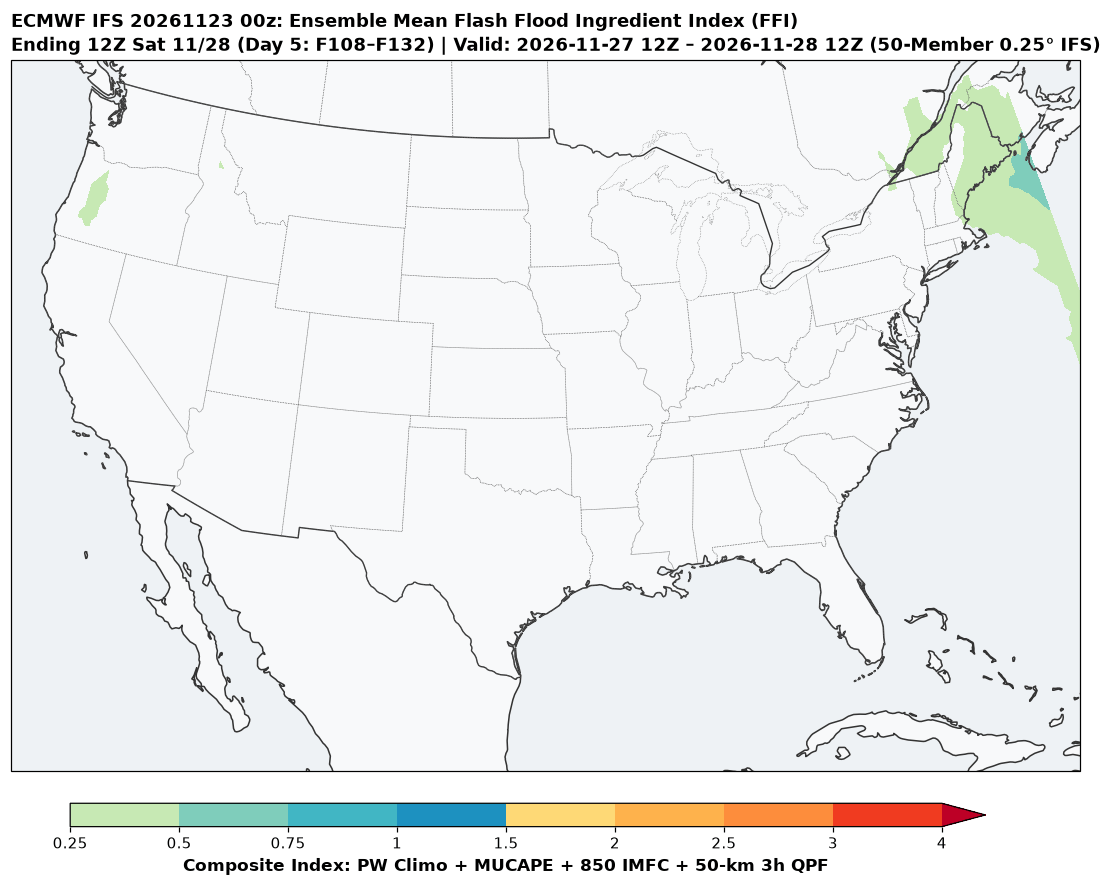 ECMWF IFS 20261123 00z: Ensemble Mean Flash Flood Ingredient Index (FFI)
Ending 12Z Sat 11/28 (Day 5: F108–F132) | Valid: 2026-11-27 12Z – 2026-11-28 12Z (50-Member 0.25° IFS)
0.25 0.5 0.75 1 1.5 2 2.5 3 4
Composite Index: PW Climo + MUCAPE + 850 IMFC + 50-km 3h QPF